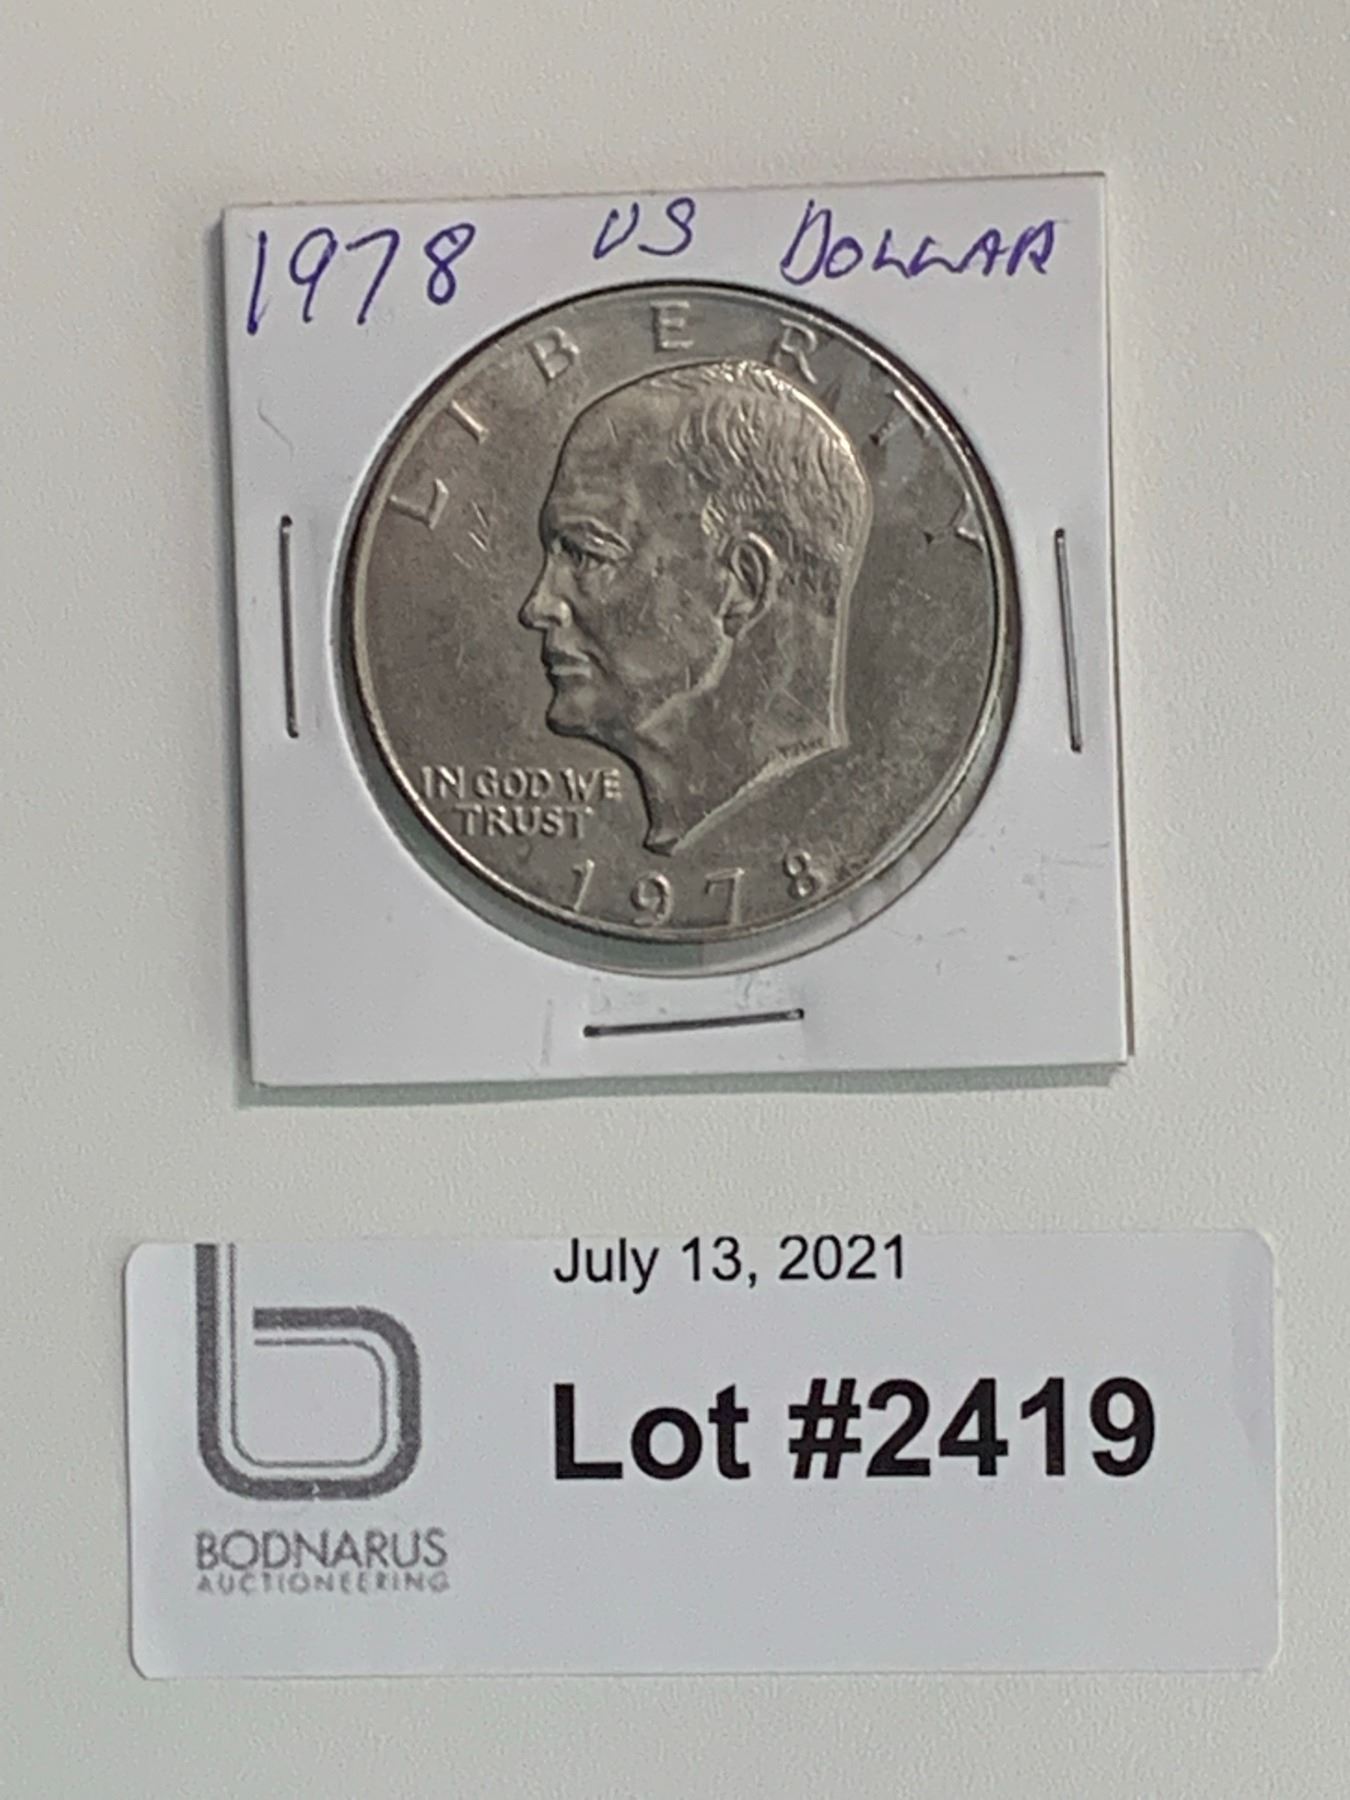 1978 US DOLLAR
LIBERTY
IN GOD WE
TRUST
1978
July 13, 2021
Lot #2419
BODNARUS
AUCTIONEERING